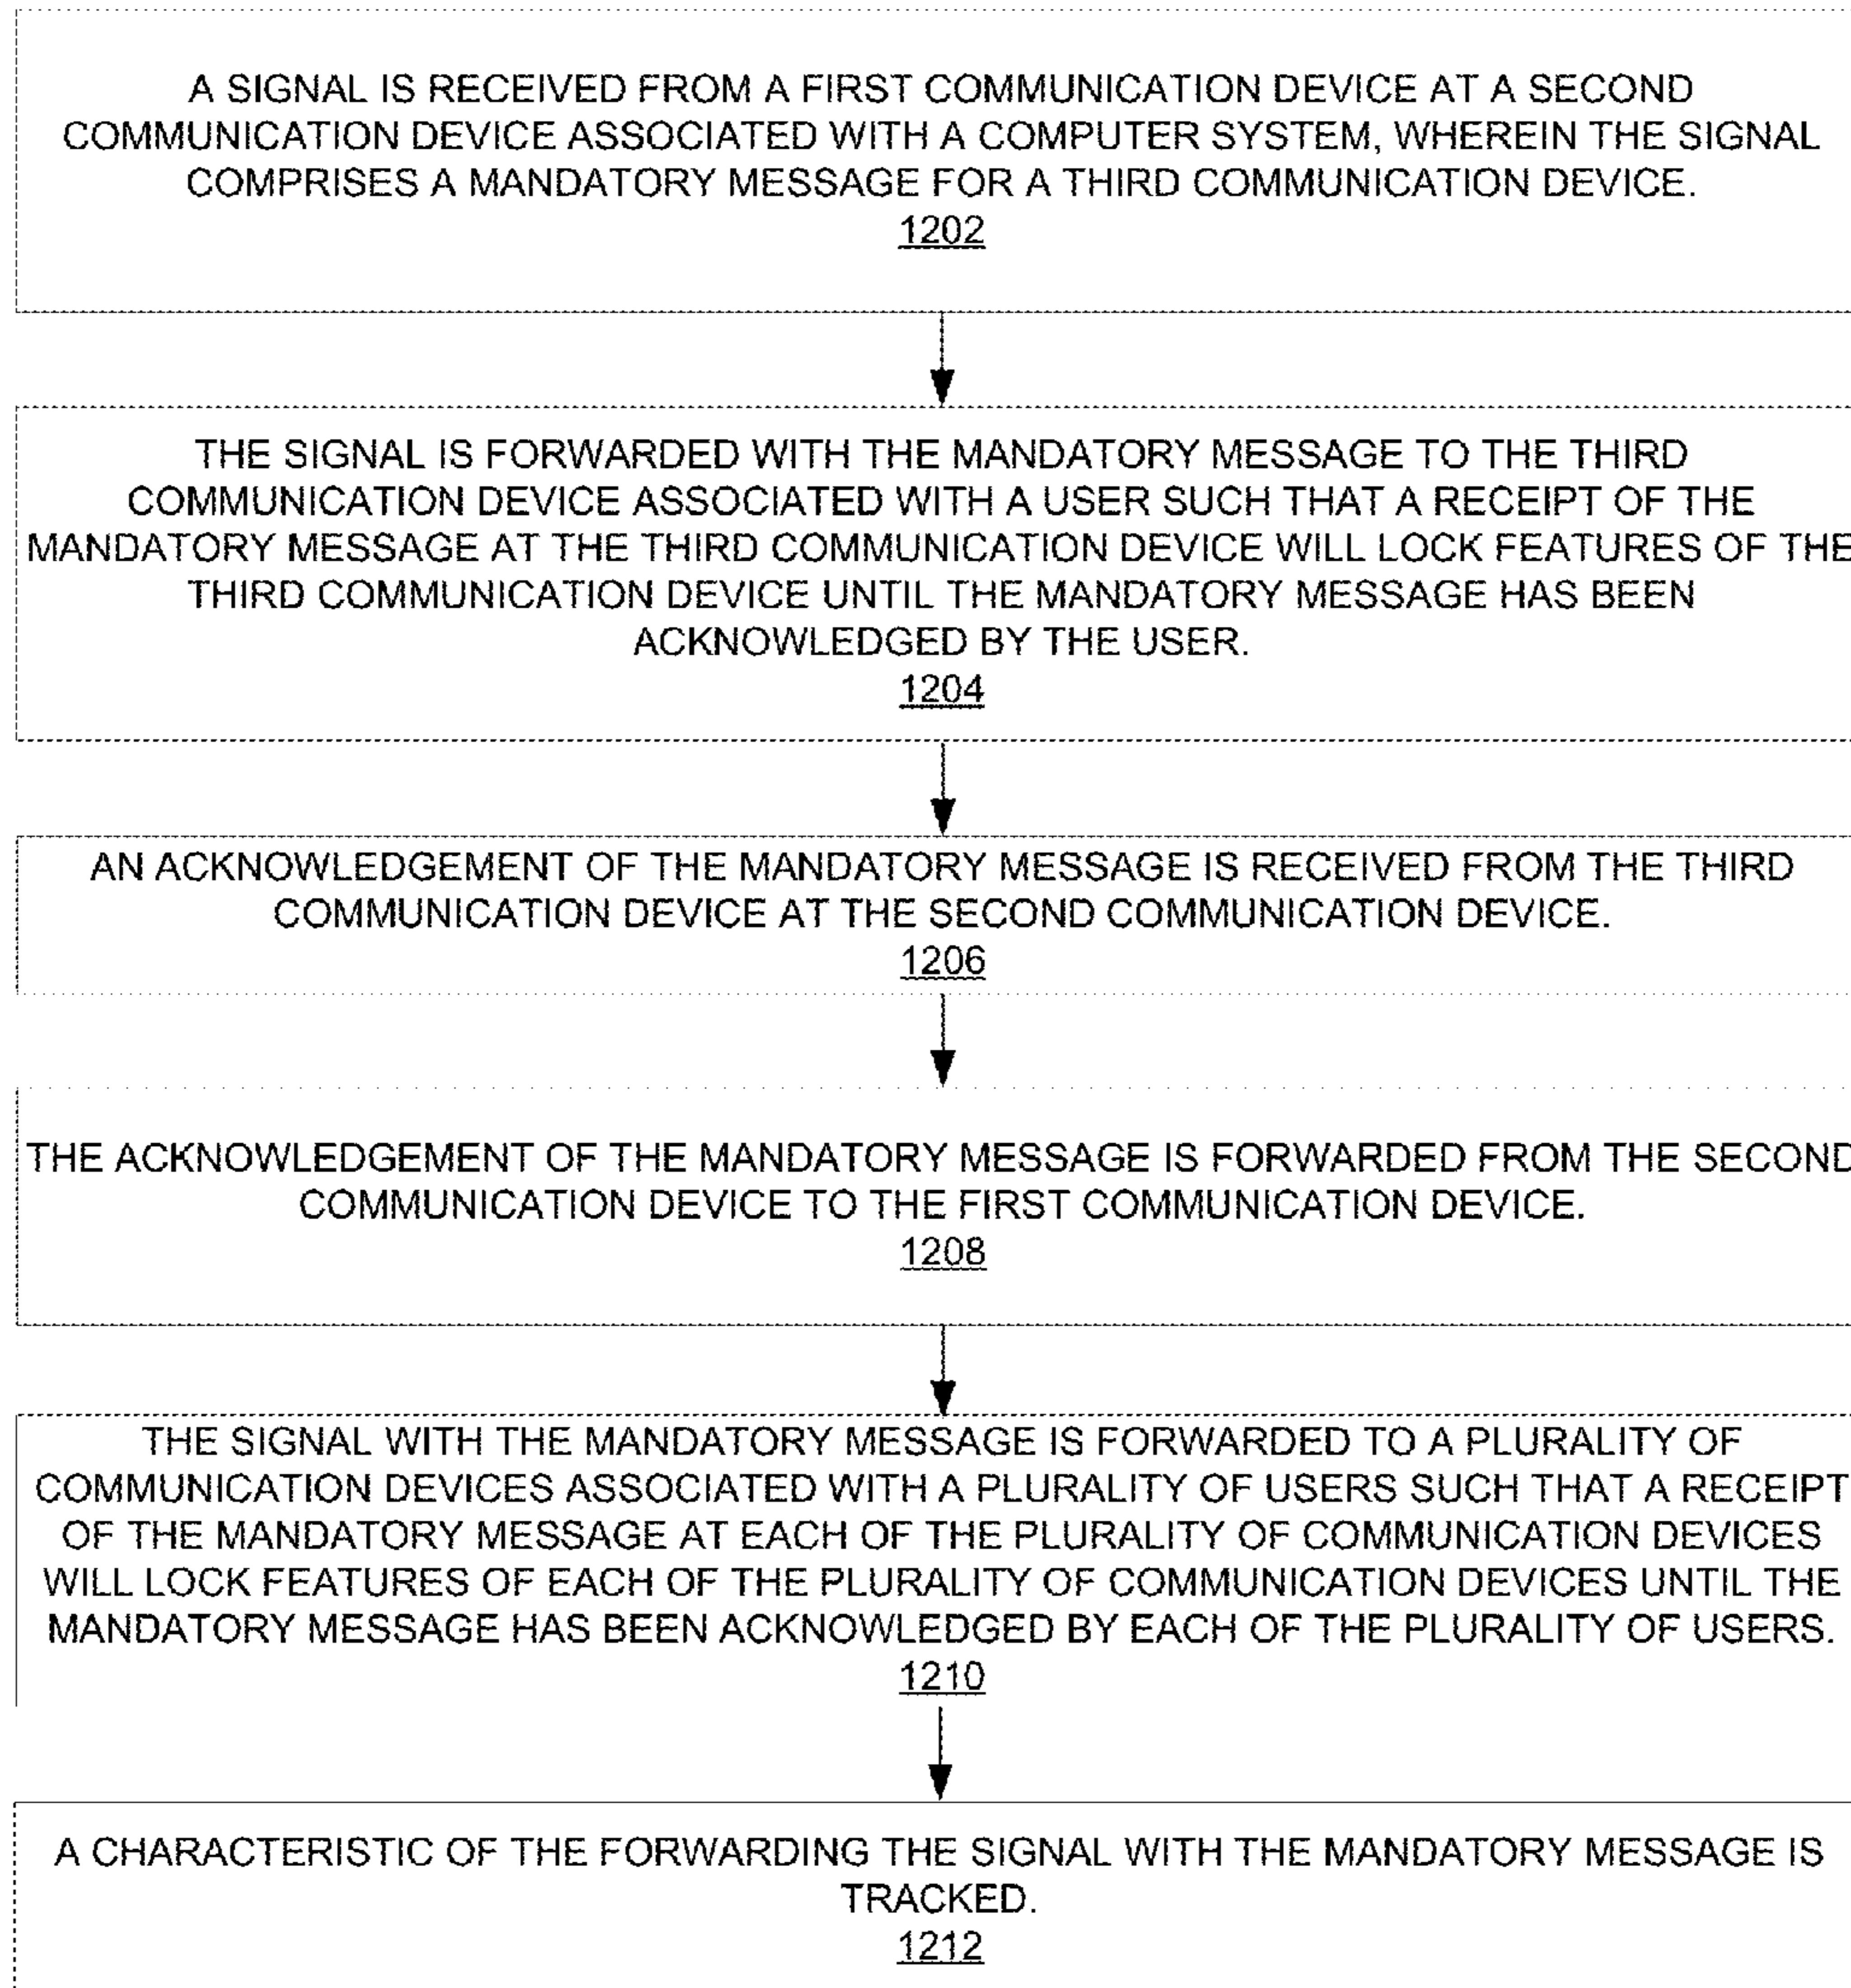 A SIGNAL IS RECEIVED FROM A FIRST COMMUNICATION DEVICE AT A SECOND
COMMUNICATION DEVICE ASSOCIATED WITH A COMPUTER SYSTEM, WHEREIN THE SIGNAL
COMPRISES A MANDATORY MESSAGE FOR A THIRD COMMUNICATION DEVICE.
1202
THE SIGNAL IS FORWARDED WITH THE MANDATORY MESSAGE TO THE THIRD
COMMUNICATION DEVICE ASSOCIATED WITH A USER SUCH THAT A RECEIPT OF THE
MANDATORY MESSAGE AT THE THIRD COMMUNICATION DEVICE WILL LOCK FEATURES OF THE
THIRD COMMUNICATION DEVICE UNTIL THE MANDATORY MESSAGE HAS BEEN
ACKNOWLEDGED BY THE USER.
1204
AN ACKNOWLEDGEMENT OF THE MANDATORY MESSAGE IS RECEIVED FROM THE THIRD
COMMUNICATION DEVICE AT THE SECOND COMMUNICATION DEVICE.
1206
THE ACKNOWLEDGEMENT OF THE MANDATORY MESSAGE IS FORWARDED FROM THE SECOND
COMMUNICATION DEVICE TO THE FIRST COMMUNICATION DEVICE.
1208
THE SIGNAL WITH THE MANDATORY MESSAGE IS FORWARDED TO A PLURALITY OF
COMMUNICATION DEVICES ASSOCIATED WITH A PLURALITY OF USERS SUCH THAT A RECEIPT
OF THE MANDATORY MESSAGE AT EACH OF THE PLURALITY OF COMMUNICATION DEVICES
WILL LOCK FEATURES OF EACH OF THE PLURALITY OF COMMUNICATION DEVICES UNTIL THE
MANDATORY MESSAGE HAS BEEN ACKNOWLEDGED BY EACH OF THE PLURALITY OF USERS.
1210
A CHARACTERISTIC OF THE FORWARDING THE SIGNAL WITH THE MANDATORY MESSAGE IS
TRACKED.
1212